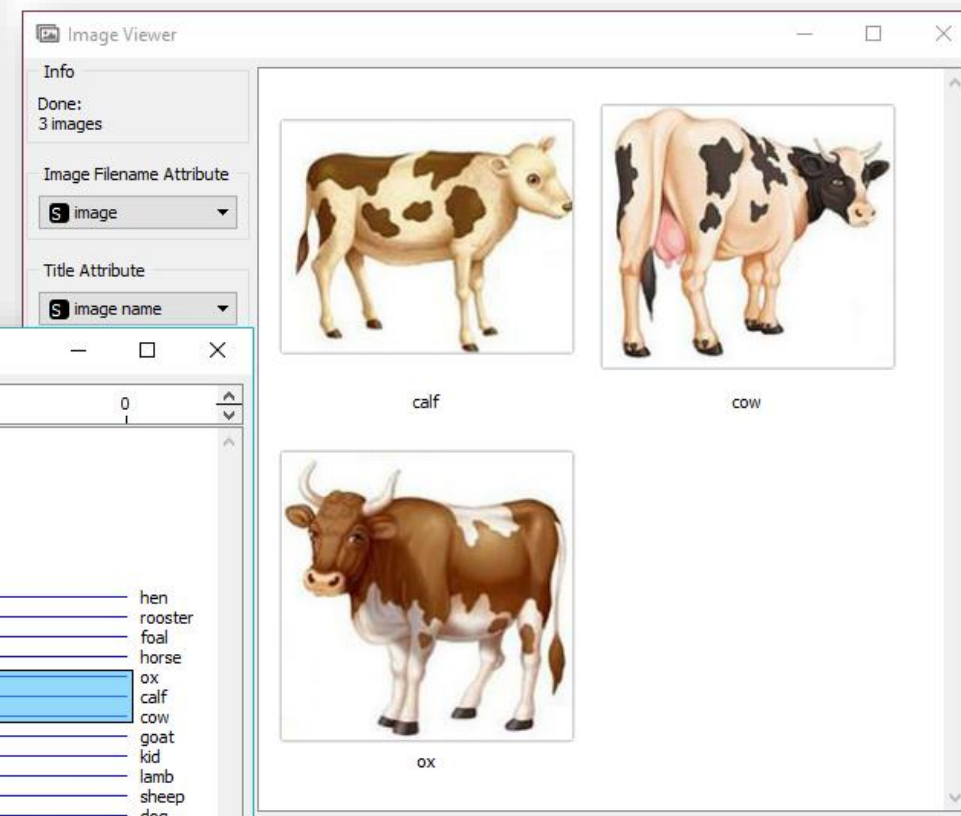 Image Viewer
Info
Done:
3 images
Image Filename Attribute
S image
Title Attribute
S image name
calf
cow
ox
0
hen
rooster
foal
horse
ox
calf
cow
goat
kid
lamb
sheep
dog